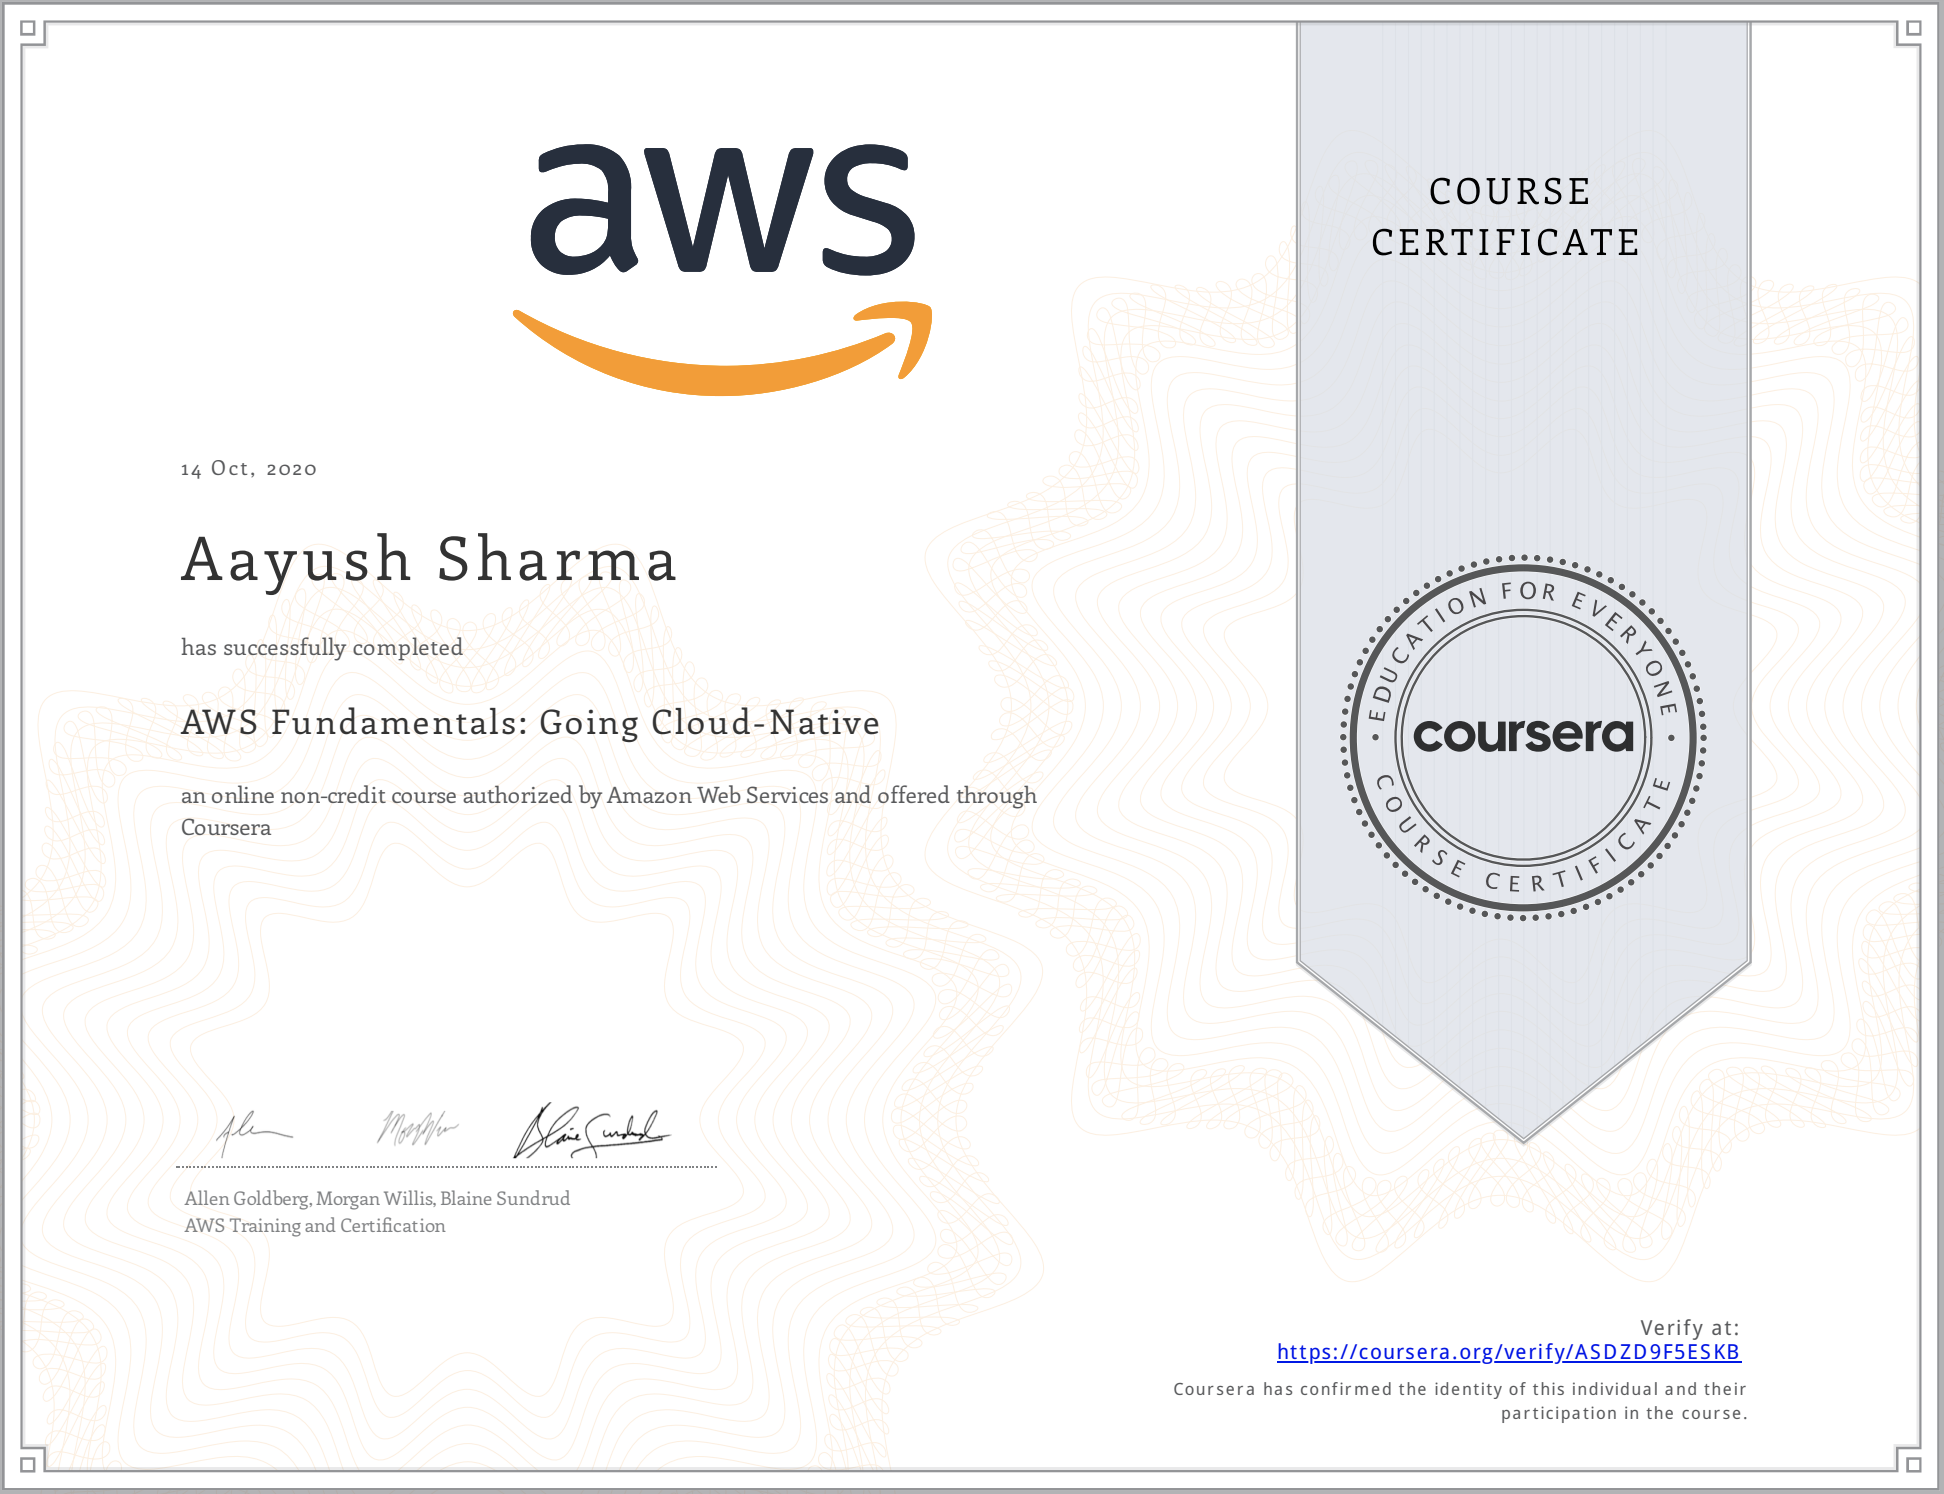 aws
COURSE
CERTIFICATE
14 Oct, 2020
Aayush Sharma
has successfully completed
AWS Fundamentals: Going Cloud-Native
an online non-credit course authorized by Amazon Web Services and offered through
Coursera
EDUCATION FOR EVERYONE
coursera
COURSE CERTIFICATE
Allen Goldberg, Morgan Willis, Blaine Sundrud
AWS Training and Certification
Verify at:
https://coursera.org/verify/ASDZD9F5ESKB
Coursera has confirmed the identity of this individual and their
participation in the course.